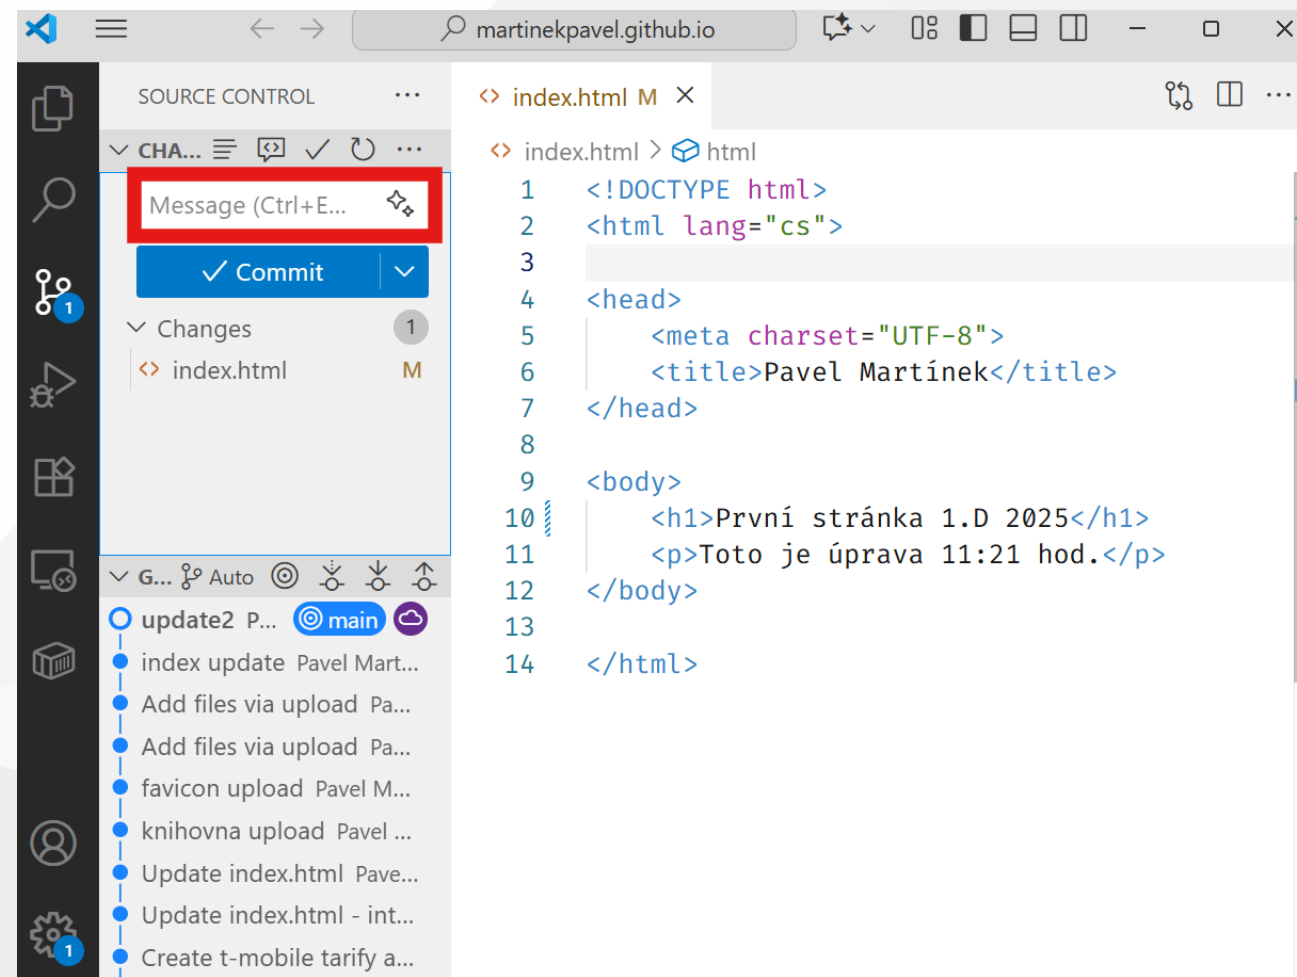 martinekpavel.github.io
SOURCE CONTROL
index.html M
CHA...
index.html > html
Message (Ctrl+E...
Commit
1
Changes 1
index.html M
1 <!DOCTYPE html>
2 <html lang="cs">
3
4 <head>
5 <meta charset="UTF-8">
6 <title>Pavel Martínek</title>
7 </head>
8
9 <body>
10 <h1>První stránka 1.D 2025</h1>
11 <p>Toto je úprava 11:21 hod.</p>
12 </body>
13
14 </html>
G... Auto
update2 P... main
index update Pavel Mart...
Add files via upload Pa...
Add files via upload Pa...
favicon upload Pavel M...
knihovna upload Pavel ...
Update index.html Pave...
Update index.html - int...
Create t-mobile tarify a...
1